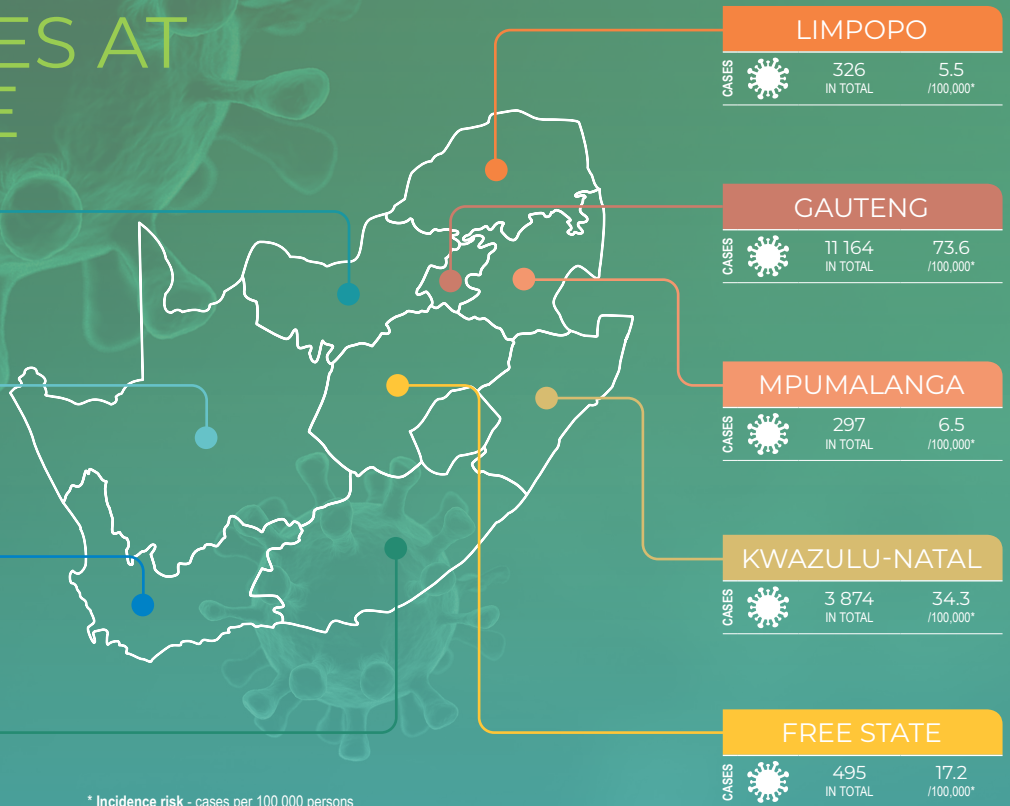 ES AT
E
LIMPOPO
CASES
326
IN TOTAL
5.5
/100,000*
GAUTENG
CASES
11 164
IN TOTAL
73.6
/100,000*
MPUMALANGA
CASES
297
IN TOTAL
6.5
/100,000*
KWAZULU-NATAL
CASES
3 874
IN TOTAL
34.3
/100,000*
FREE STATE
CASES
495
IN TOTAL
17.2
/100,000*
* Incidence risk - cases per 100 000 persons